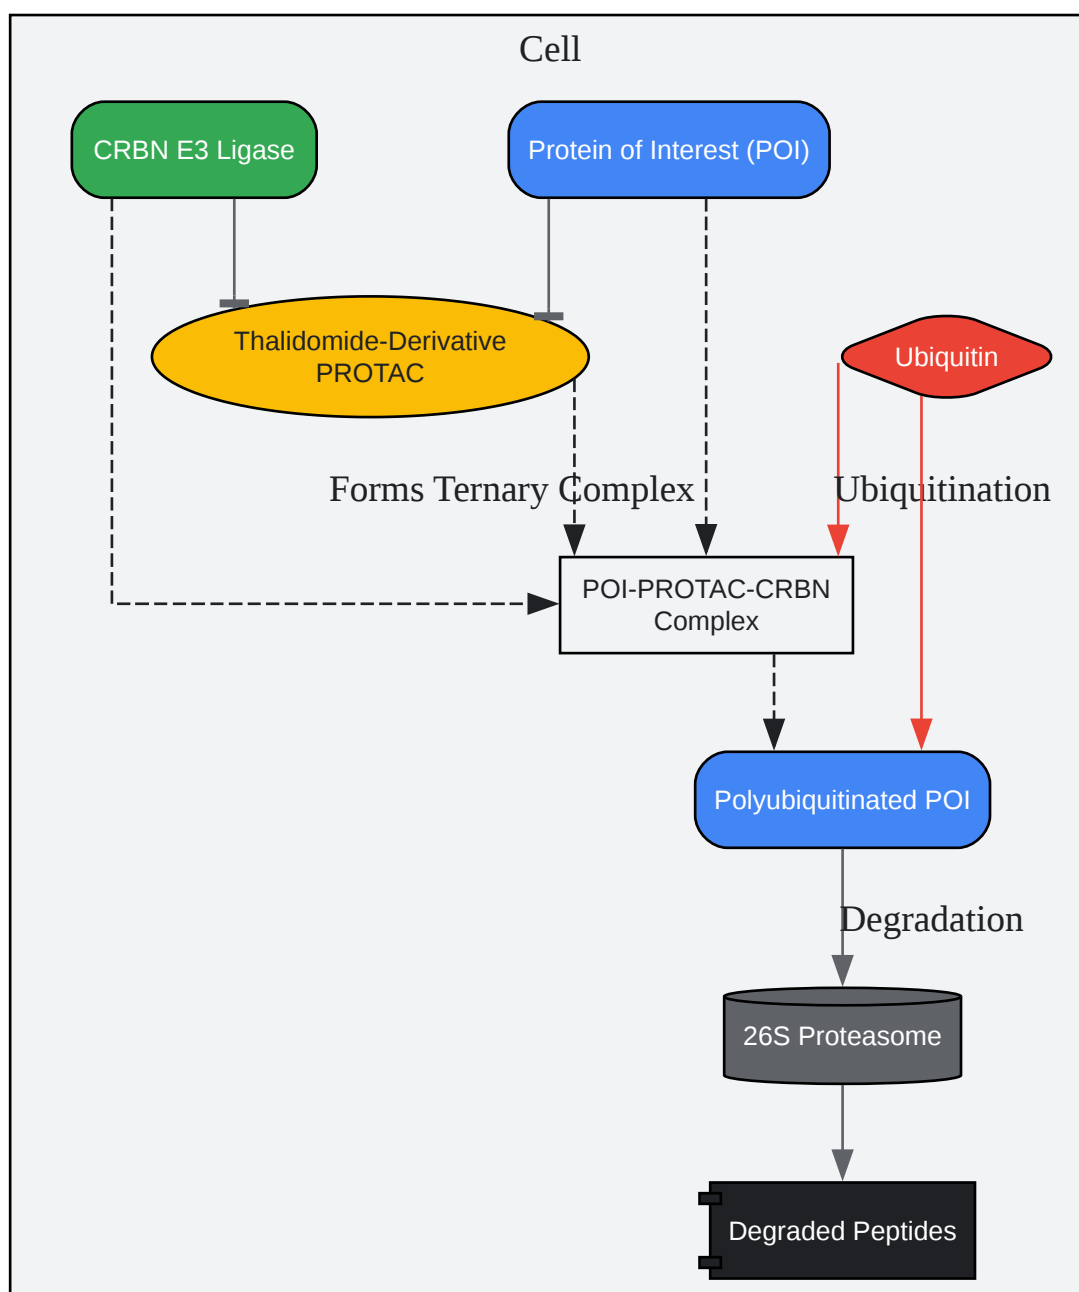 Cell
CRBN E3 Ligase
Protein of Interest (POI)
Thalidomide-Derivative
PROTAC
Ubiquitin
Forms Ternary Complex
Ubiquitination
POI-PROTAC-CRBN
Complex
Polyubiquitinated POI
Degradation
26S Proteasome
Degraded Peptides